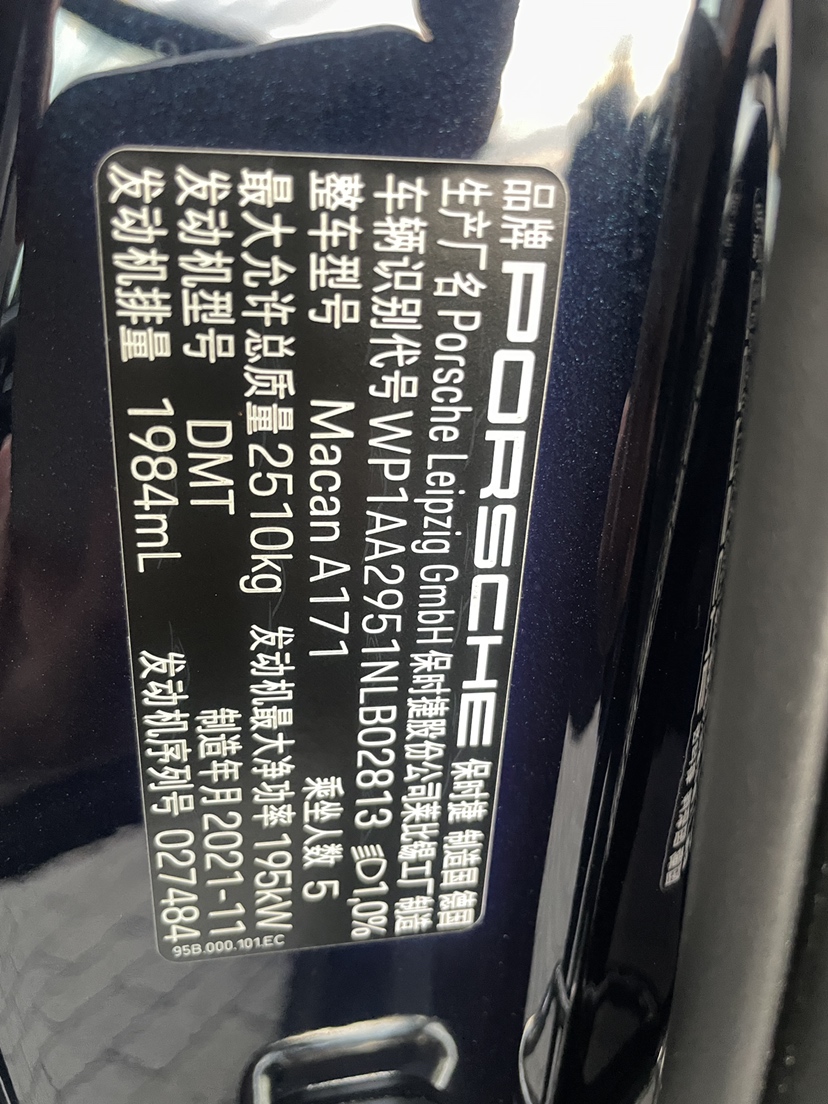 品牌 PORSCHE 保时捷 制造国 德国
生产厂名 Porsche Leipzig GmbH 保时捷股份公司莱比锡工厂制造
车辆识别代号 WP1AA2951NLB02813 1,0%
整车型号 Macan A171 乘坐人数 5
最大允许总质量 2510kg 发动机最大净功率 195kW
发动机型号 DMT 制造年月 2021-11
发动机排量 1984mL 发动机序列号 027484
95B.000.101.EC